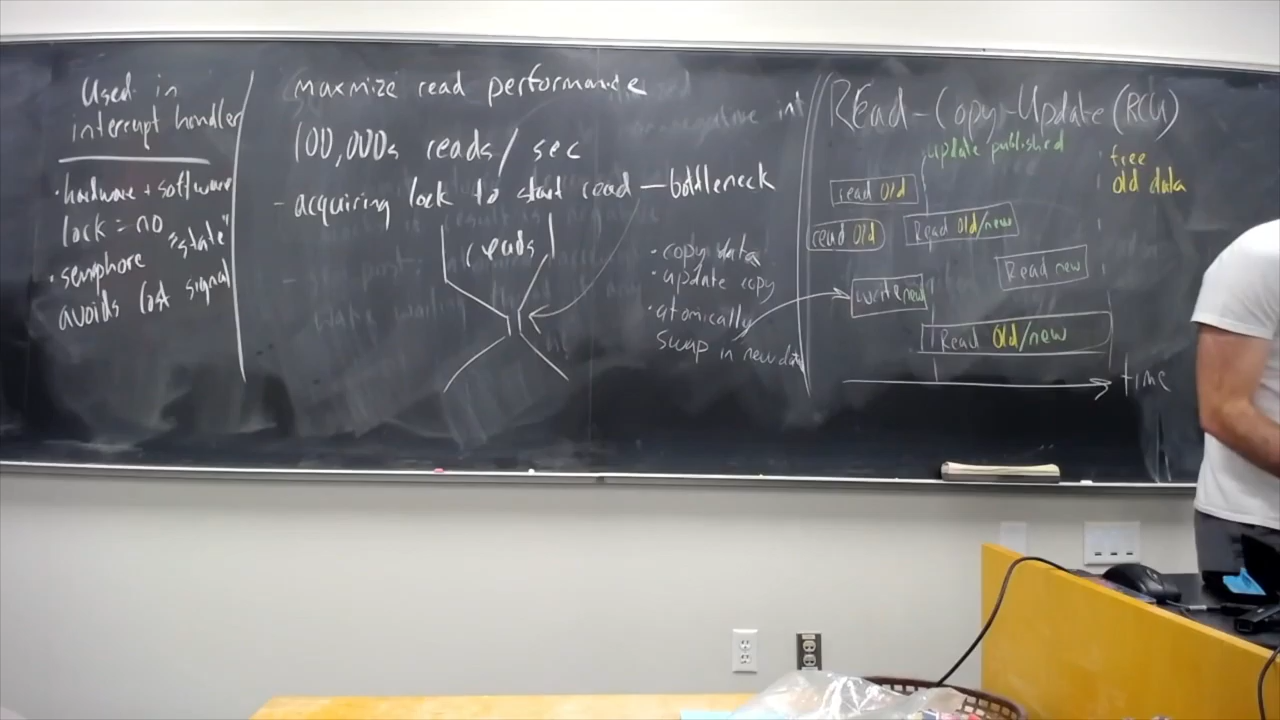 Used in
interrupt handler
• hardware + software
lock = no "state"
• semphore
avoids lost signal
maxmize read performance
100,000s reads / sec
- acquiring lock to start read — bottleneck
reads
• copy data
• update copy
• atomically
swap in new data
REad-Copy-Update (RCU)
update published
free
old data
read Old
read Old
Read Old/new
Read new
write new
Read Old/new
time